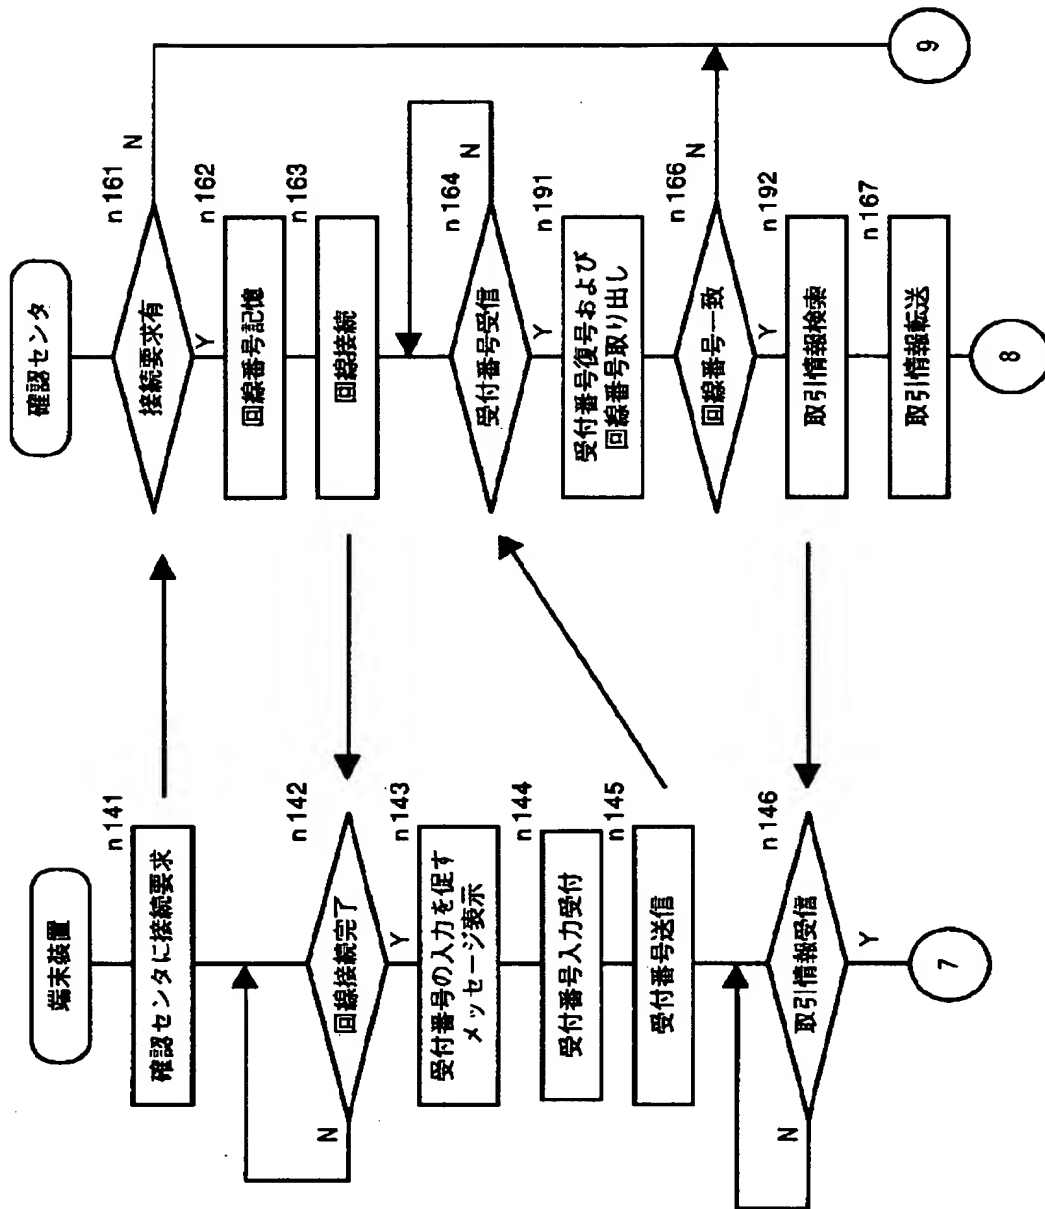 端末装置
n141
確認センタに接続要求
n142
回線接続完了
N
Y
n143
受付番号の入力を促す
メッセージ表示
n144
受付番号入力受付
n145
受付番号送信
n146
取引情報受信
N
Y
7
確認センタ
n161
接続要求有
N
Y
n162
回線番号記憶
n163
回線接続
n164
受付番号受信
N
Y
n191
受付番号復号および
回線番号取り出し
n166
回線番号一致
N
Y
n192
取引情報検索
n167
取引情報転送
8
9